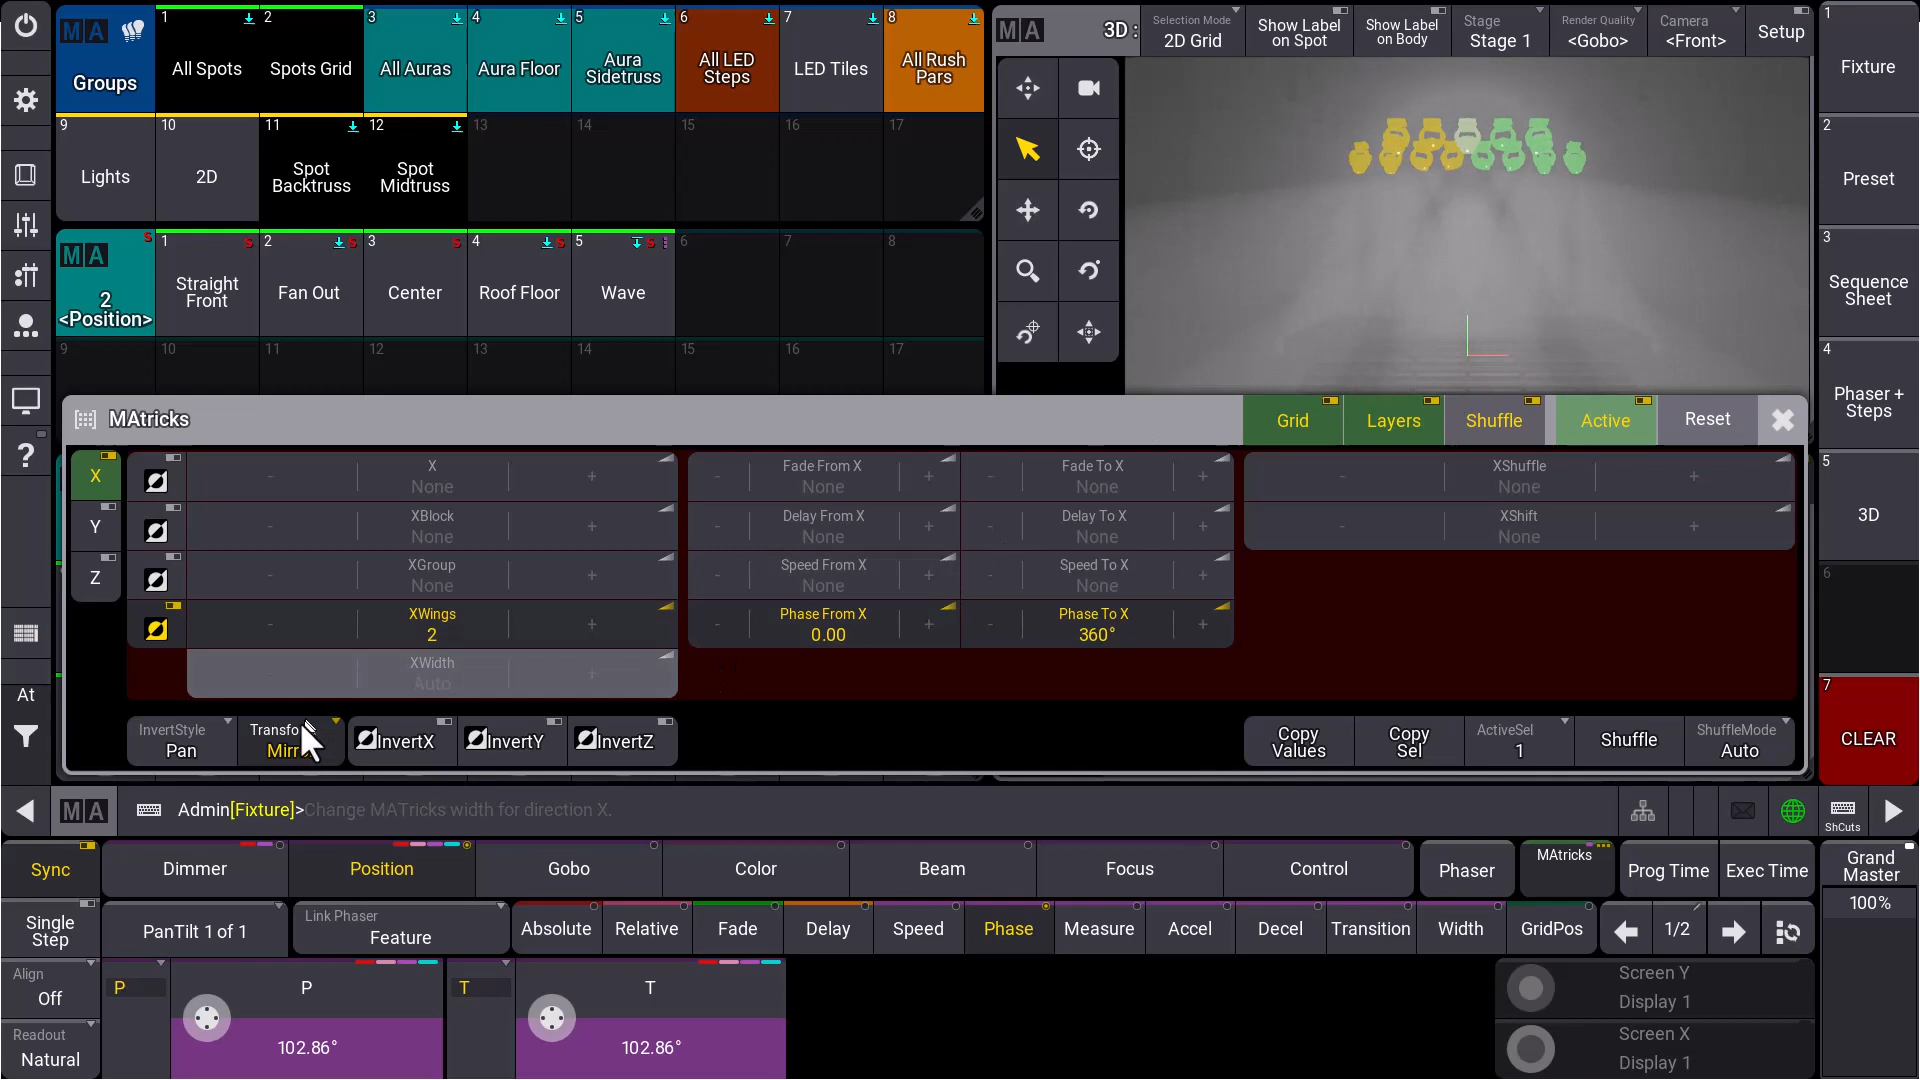 MA
Groups
1 All Spots
2 Spots Grid
3 All Auras
4 Aura Floor
5 Aura Sidetruss
6 All LED Steps
7 LED Tiles
8 All Rush Pars
9 Lights
10 2D
11 Spot Backtruss
12 Spot Midtruss
13
14
15
16
17
MA S
2
<Position>
1 S Straight Front
2 S Fan Out
3 S Center
4 S Roof Floor
5 S Wave
6
7
8
9
10
11
12
13
14
15
16
17
MA 3D :
Selection Mode
2D Grid
Show Label on Spot
Show Label on Body
Stage
Stage 1
Render Quality
<Gobo>
Camera
<Front>
Setup
1 Fixture
2 Preset
3 Sequence Sheet
4 Phaser + Steps
5 3D
6
7 CLEAR
?
At
MAtricks
Grid
Layers
Shuffle
Active
Reset
X
Y
Z
- X None +
- XBlock None +
- XGroup None +
- XWings 2 +
- XWidth Auto +
- Fade From X None +
- Fade To X None +
- Delay From X None +
- Delay To X None +
- Speed From X None +
- Speed To X None +
- Phase From X 0.00 +
- Phase To X 360° +
- XShuffle None +
- XShift None +
InvertStyle
Pan
Transfo
Mirr
InvertX
InvertY
InvertZ
Copy Values
Copy Sel
ActiveSel
1
Shuffle
ShuffleMode
Auto
MA
Admin[Fixture]>Change MATricks width for direction X.
ShCuts
Sync
Dimmer
Position
Gobo
Color
Beam
Focus
Control
Phaser
MAtricks
Prog Time
Exec Time
Grand Master
100%
Single Step
PanTilt 1 of 1
Link Phaser
Feature
Absolute
Relative
Fade
Delay
Speed
Phase
Measure
Accel
Decel
Transition
Width
GridPos
1/2
Align
Off
P
P
102.86°
T
T
102.86°
Screen Y
Display 1
Readout
Natural
Screen X
Display 1